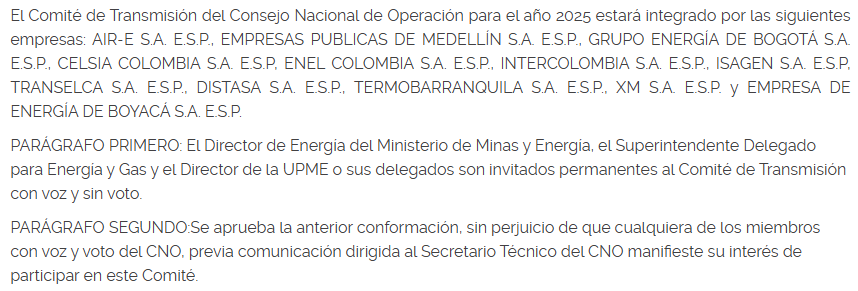 El Comité de Transmisión del Consejo Nacional de Operación para el año 2025 estará integrado por las siguientes
empresas: AIR-E S.A. E.S.P., EMPRESAS PUBLICAS DE MEDELLÍN S.A. E.S.P., GRUPO ENERGÍA DE BOGOTÁ S.A.
E.S.P., CELSIA COLOMBIA S.A. E.S.P, ENEL COLOMBIA S.A. E.S.P., INTERCOLOMBIA S.A. E.S.P., ISAGEN S.A. E.S.P,
TRANSELCA S.A. E.S.P., DISTASA S.A. E.S.P., TERMOBARRANQUILA S.A. E.S.P., XM S.A. E.S.P. y EMPRESA DE
ENERGÍA DE BOYACÁ S.A. E.S.P.
PARÁGRAFO PRIMERO: El Director de Energía del Ministerio de Minas y Energía, el Superintendente Delegado
para Energía y Gas y el Director de la UPME o sus delegados son invitados permanentes al Comité de Transmisión
con voz y sin voto.
PARÁGRAFO SEGUNDO:Se aprueba la anterior conformación, sin perjuicio de que cualquiera de los miembros
con voz y voto del CNO, previa comunicación dirigida al Secretario Técnico del CNO manifieste su interés de
participar en este Comité.